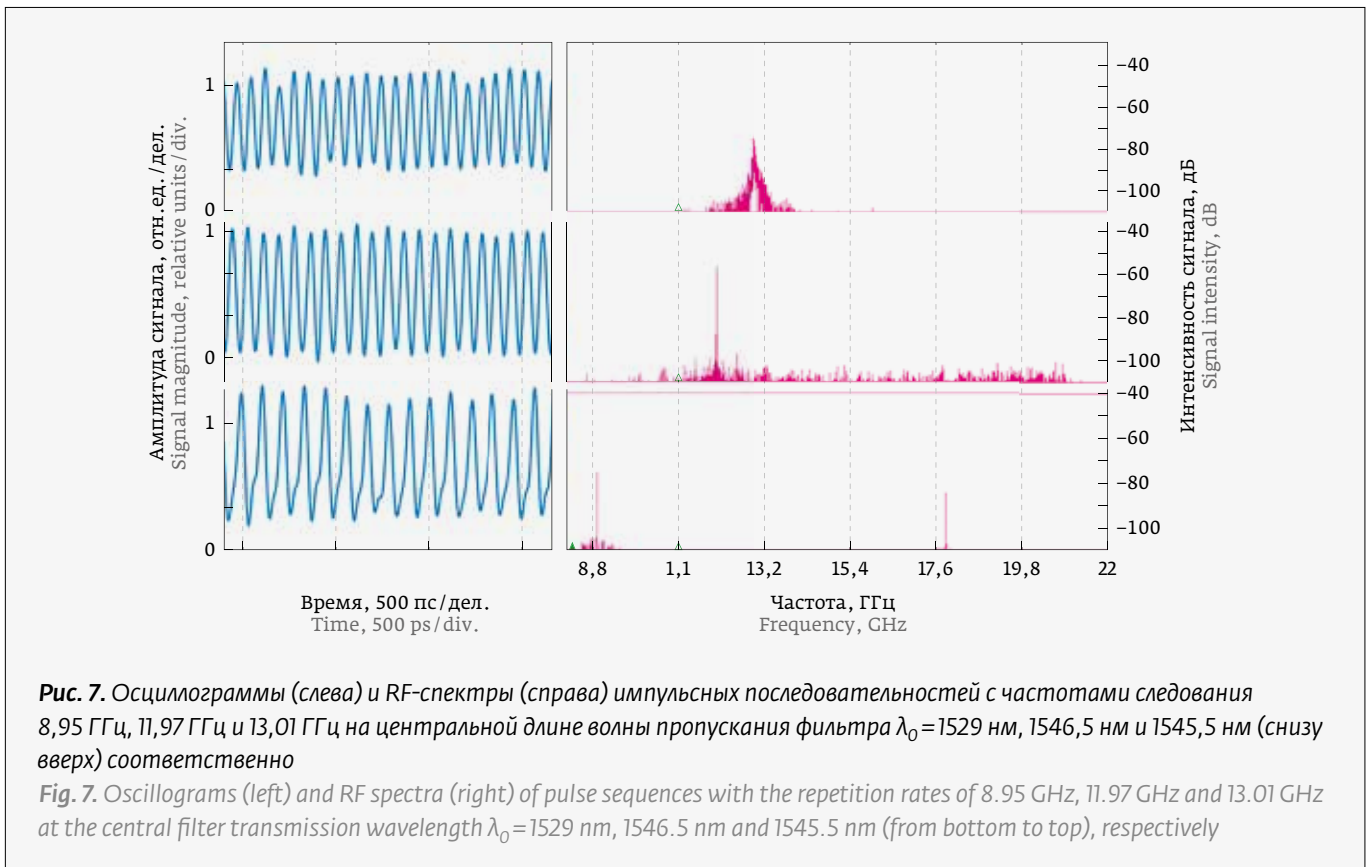 Амплитуда сигнала, отн.ед./дел.
Signal magnitude, relative units/div.
1
0
1
0
1
0
Время, 500 пс/дел.
Time, 500 ps/div.
−40
−60
−80
−100
−40
−60
−80
−100
−40
−60
−80
−100
Интенсивность сигнала, дБ
Signal intensity, dB
8,8 1,1 13,2 15,4 17,6 19,8 22
Частота, ГГц
Frequency, GHz
Рис. 7. Осциллограммы (слева) и RF-спектры (справа) импульсных последовательностей с частотами следования
8,95 ГГц, 11,97 ГГц и 13,01 ГГц на центральной длине волны пропускания фильтра λ0=1529 нм, 1546,5 нм и 1545,5 нм (снизу
вверх) соответственно
Fig. 7. Oscillograms (left) and RF spectra (right) of pulse sequences with the repetition rates of 8.95 GHz, 11.97 GHz and 13.01 GHz
at the central filter transmission wavelength λ0=1529 nm, 1546.5 nm and 1545.5 nm (from bottom to top), respectively